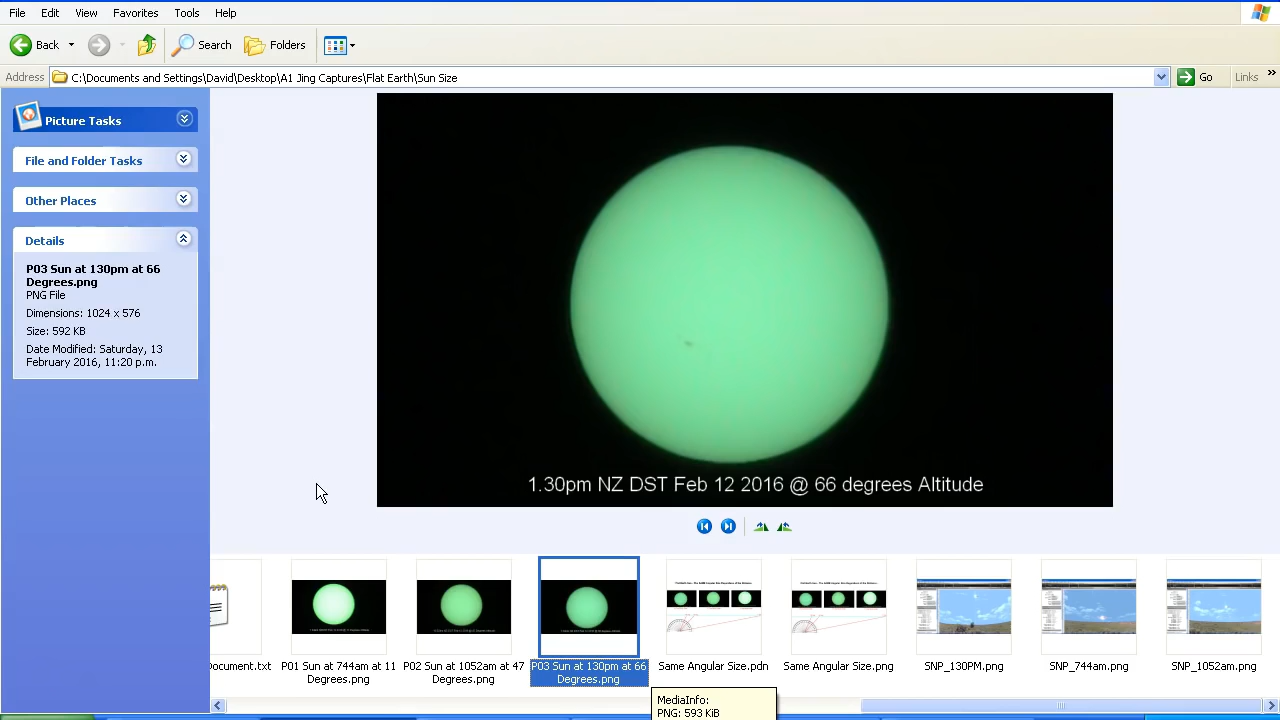 File Edit View Favorites Tools Help
Back Search Folders
Address C:\Documents and Settings\David\Desktop\A1 Jing Captures\Flat Earth\Sun Size Go Links »
Picture Tasks
File and Folder Tasks
Other Places
Details
P03 Sun at 130pm at 66
Degrees.png
PNG File
Dimensions: 1024 x 576
Size: 592 KB
Date Modified: Saturday, 13
February 2016, 11:20 p.m.
1.30pm NZ DST Feb 12 2016 @ 66 degrees Altitude
Document.txt
P01 Sun at 744am at 11
Degrees.png
P02 Sun at 1052am at 47
Degrees.png
P03 Sun at 130pm at 66
Degrees.png
Same Angular Size.pdn
Same Angular Size.png
SNP_130PM.png
SNP_744am.png
SNP_1052am.png
MediaInfo:
PNG: 593 KiB